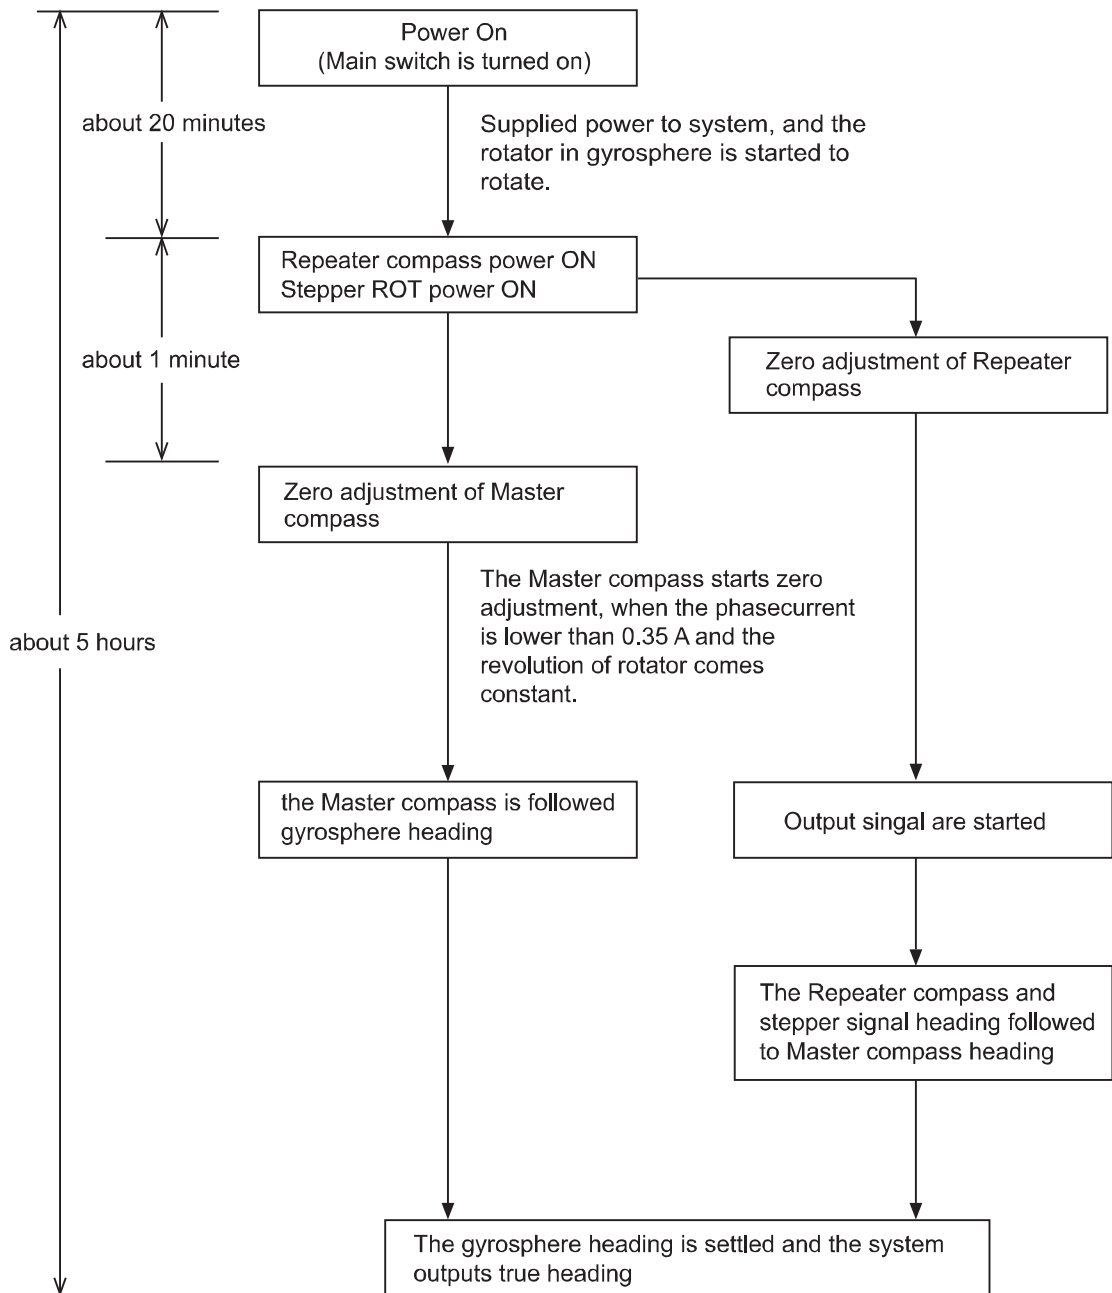 Power On
(Main switch is turned on)
about 20 minutes
Supplied power to system, and the
rotator in gyrosphere is started to
rotate.
Repeater compass power ON
Stepper ROT power ON
about 1 minute
Zero adjustment of Repeater
compass
Zero adjustment of Master
compass
The Master compass starts zero
adjustment, when the phasecurrent
is lower than 0.35 A and the
revolution of rotator comes
constant.
about 5 hours
the Master compass is followed
gyrosphere heading
Output singal are started
The Repeater compass and
stepper signal heading followed
to Master compass heading
The gyrosphere heading is settled and the system
outputs true heading